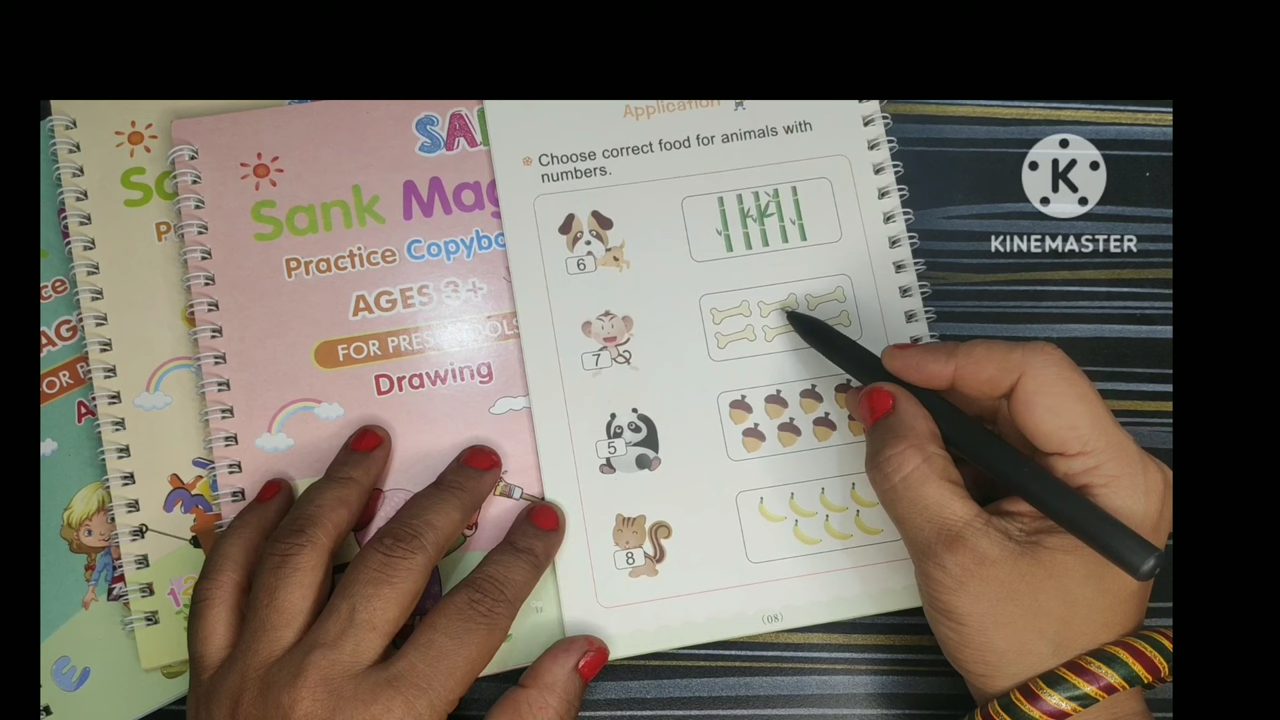 Application
Choose correct food for animals with
numbers.
6
7
5
8
(08)
SA
Sank Mag
Practice Copybo
AGES 3+
FOR PRESCHOOLS
Drawing
K
KINEMASTER